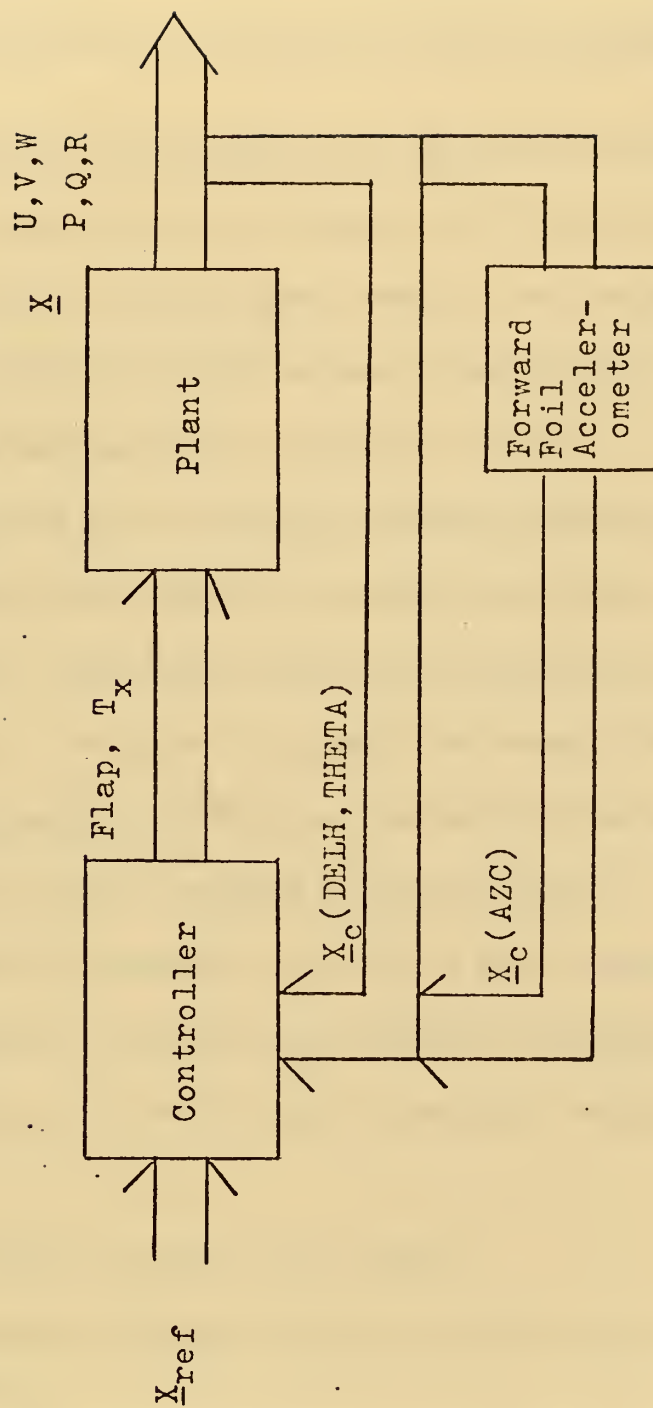 X_ref
Controller
Flap, T_x
Plant
X
U,V,W
P,Q,R
X_c(DELH,THETA)
X_c(AZC)
Forward
Foil
Acceler-
ometer